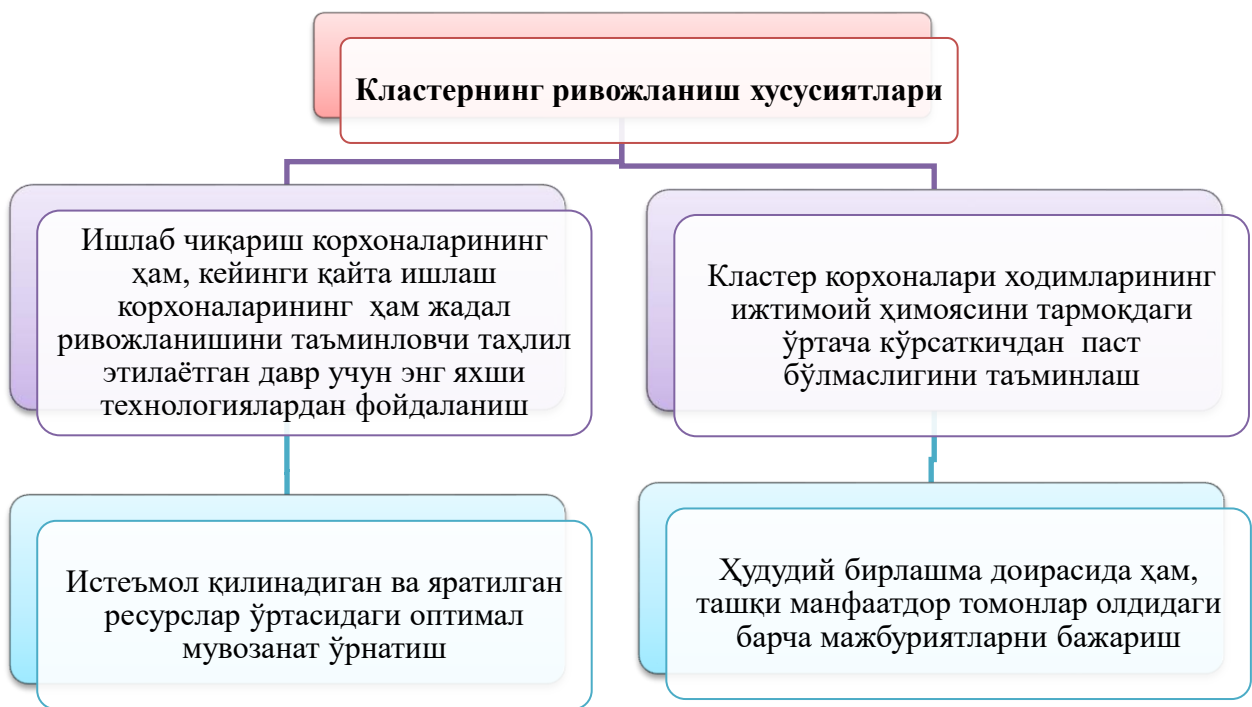 Кластернинг ривожланиш хусусиятлари
Ишлаб чиқариш корхоналарининг
ҳам, кейинги қайта ишлаш
корхоналарининг ҳам жадал
ривожланишини таъминловчи таҳлил
этилаётган давр учун энг яхши
технологиялардан фойдаланиш
Кластер корхоналари ходимларининг
ижтимоий ҳимоясини тармоқдаги
ўртача кўрсаткичдан паст
бўлмаслигини таъминлаш
Истеъмол қилинадиган ва яратилган
ресурслар ўртасидаги оптимал
мувозанат ўрнатиш
Ҳудудий бирлашма доирасида ҳам,
ташқи манфаатдор томонлар олдидаги
барча мажбуриятларни бажариш